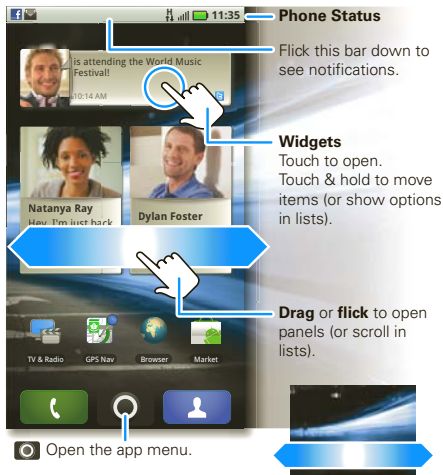 11:35
Phone Status
Flick this bar down to
see notifications.
is attending the World Music
Festival!
10:14 AM
Widgets
Touch to open.
Touch & hold to move
items (or show options
in lists).
Natanya Ray
Hey, I'm just back
Dylan Foster
Drag or flick to open
panels (or scroll in
lists).
TV & Radio
GPS Nav
Browser
Market
Open the app menu.